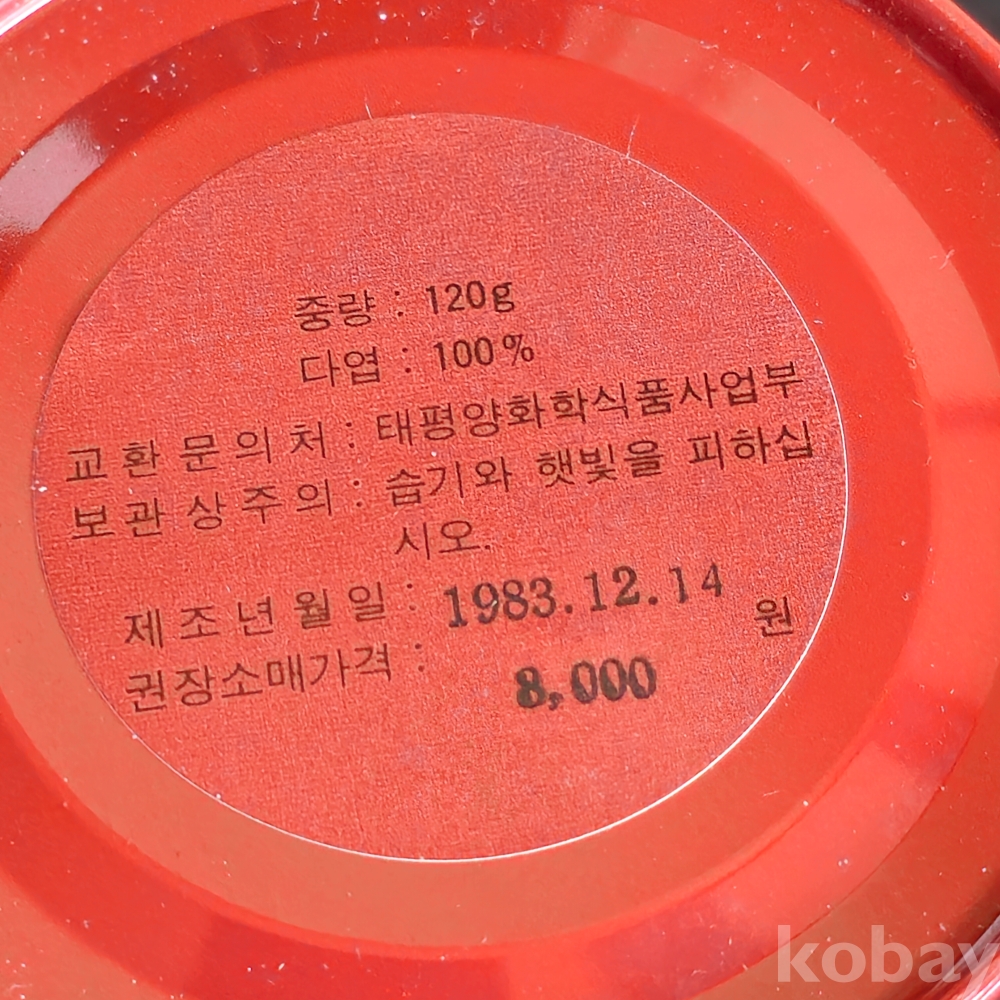 중량 : 120g
다엽 : 100%
교환문의처 : 태평양화학식품사업부
보관상주의 : 습기와 햇빛을 피하십
시오.
제조년월일 : 1983.12.14
권장소매가격 : 8,000 원
kobay